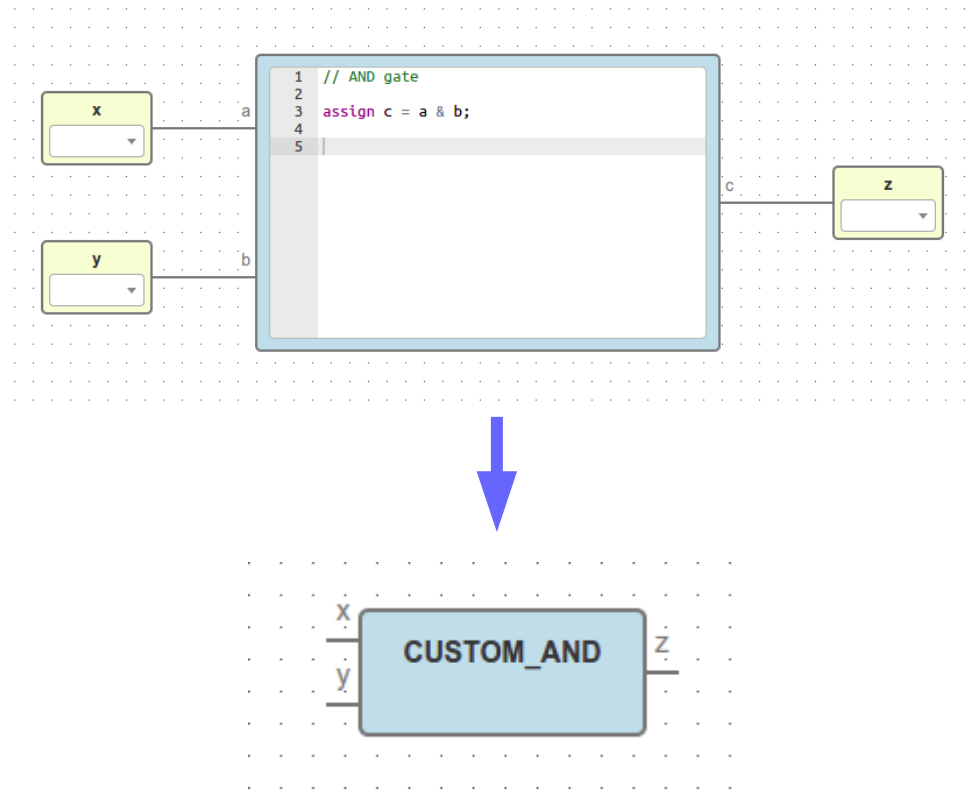 x
a
y
b
1 // AND gate
2
3 assign c = a & b;
4
5
c
z
x
y
CUSTOM_AND
z